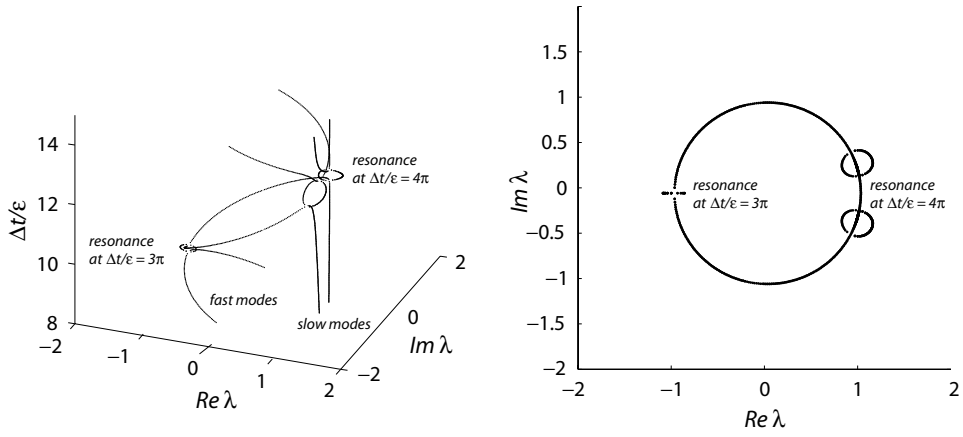 14
12
10
8
Δt/ε
−2
−1
0
1
2
Re λ
−2
0
2
Im λ
resonance
at Δt/ε = 4π
resonance
at Δt/ε = 3π
fast modes
slow modes
1.5
1
0.5
0
−0.5
−1
−1.5
−2
Im λ
−2
−1
0
1
2
Re λ
resonance
at Δt/ε = 3π
resonance
at Δt/ε = 4π